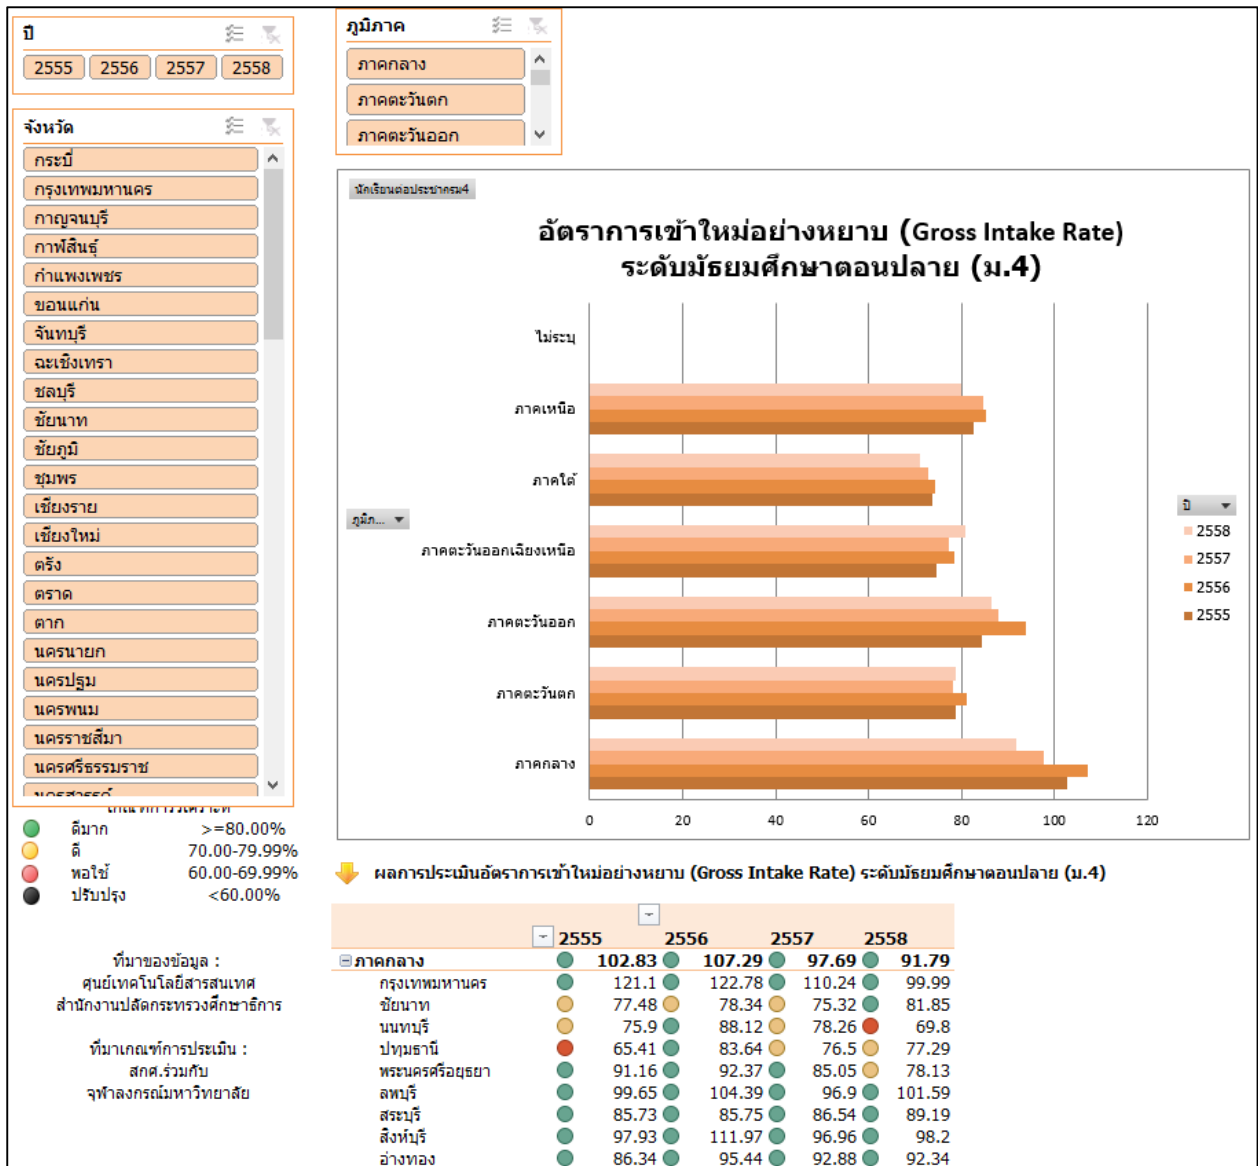 ปี
2555 2556 2557 2558
จังหวัด
กระบี่
กรุงเทพมหานคร
กาญจนบุรี
กาฬสินธุ์
กำแพงเพชร
ขอนแก่น
จันทบุรี
ฉะเชิงเทรา
ชลบุรี
ชัยนาท
ชัยภูมิ
ชุมพร
เชียงราย
เชียงใหม่
ตรัง
ตราด
ตาก
นครนายก
นครปฐม
นครพนม
นครราชสีมา
นครศรีธรรมราช
นครสวรรค์
เกณฑ์การวิเคราะห์
ดีมาก >=80.00%
ดี 70.00-79.99%
พอใช้ 60.00-69.99%
ปรับปรุง <60.00%
ที่มาของข้อมูล :
ศูนย์เทคโนโลยีสารสนเทศ
สำนักงานปลัดกระทรวงศึกษาธิการ
ที่มาเกณฑ์การประเมิน :
สกศ.ร่วมกับ
จุฬาลงกรณ์มหาวิทยาลัย
ภูมิภาค
ภาคกลาง
ภาคตะวันตก
ภาคตะวันออก
นักเรียนต่อประชากรม4
อัตราการเข้าใหม่อย่างหยาบ (Gross Intake Rate)
ระดับมัธยมศึกษาตอนปลาย (ม.4)
ไม่ระบุ
ภาคเหนือ
ภาคใต้
ภูมิภ...
ภาคตะวันออกเฉียงเหนือ
ภาคตะวันออก
ภาคตะวันตก
ภาคกลาง
0 20 40 60 80 100 120
ปี
2558
2557
2556
2555
ผลการประเมินอัตราการเข้าใหม่อย่างหยาบ (Gross Intake Rate) ระดับมัธยมศึกษาตอนปลาย (ม.4)
2555 2556 2557 2558
ภาคกลาง 102.83 107.29 97.69 91.79
กรุงเทพมหานคร 121.1 122.78 110.24 99.99
ชัยนาท 77.48 78.34 75.32 81.85
นนทบุรี 75.9 88.12 78.26 69.8
ปทุมธานี 65.41 83.64 76.5 77.29
พระนครศรีอยุธยา 91.16 92.37 85.05 78.13
ลพบุรี 99.65 104.39 96.9 101.59
สระบุรี 85.73 85.75 86.54 89.19
สิงห์บุรี 97.93 111.97 96.96 98.2
อ่างทอง 86.34 95.44 92.88 92.34